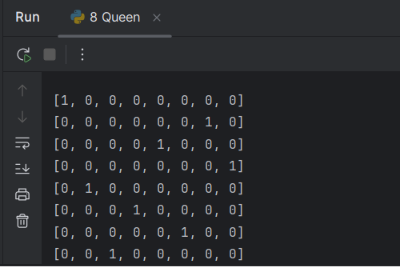 Run 8 Queen
[1, 0, 0, 0, 0, 0, 0, 0]
[0, 0, 0, 0, 0, 0, 1, 0]
[0, 0, 0, 0, 1, 0, 0, 0]
[0, 0, 0, 0, 0, 0, 0, 1]
[0, 1, 0, 0, 0, 0, 0, 0]
[0, 0, 0, 1, 0, 0, 0, 0]
[0, 0, 0, 0, 0, 1, 0, 0]
[0, 0, 1, 0, 0, 0, 0, 0]